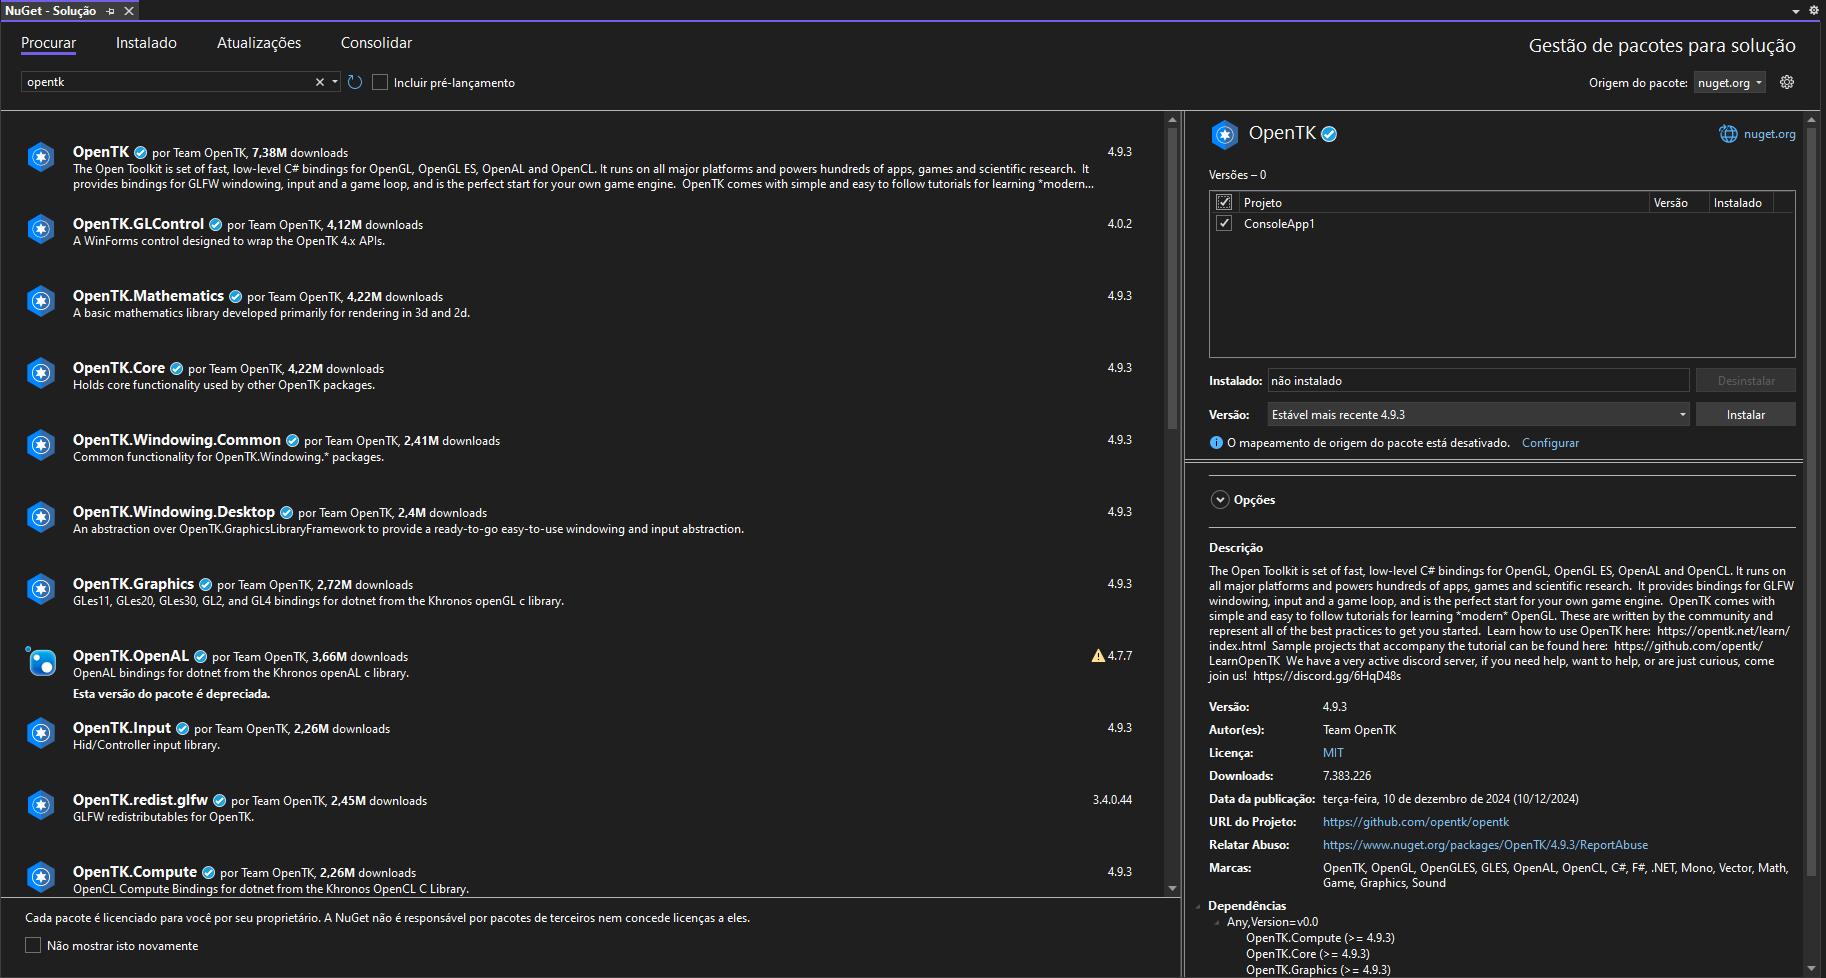 NuGet - Solução
Procurar
Instalado
Atualizações
Consolidar
Gestão de pacotes para solução
opentk
Incluir pré-lançamento
Origem do pacote: nuget.org
OpenTK por Team OpenTK, 7,38M downloads 4.9.3
The Open Toolkit is set of fast, low-level C# bindings for OpenGL, OpenGL ES, OpenAL and OpenCL. It runs on all major platforms and powers hundreds of apps, games and scientific research.  It
provides bindings for GLFW windowing, input and a game loop, and is the perfect start for your own game engine.  OpenTK comes with simple and easy to follow tutorials for learning *modern...
OpenTK.GLControl por Team OpenTK, 4,12M downloads 4.0.2
A WinForms control designed to wrap the OpenTK 4.x APIs.
OpenTK.Mathematics por Team OpenTK, 4,22M downloads 4.9.3
A basic mathematics library developed primarily for rendering in 3d and 2d.
OpenTK.Core por Team OpenTK, 4,22M downloads 4.9.3
Holds core functionality used by other OpenTK packages.
OpenTK.Windowing.Common por Team OpenTK, 2,41M downloads 4.9.3
Common functionality for OpenTK.Windowing.* packages.
OpenTK.Windowing.Desktop por Team OpenTK, 2,4M downloads 4.9.3
An abstraction over OpenTK.GraphicsLibraryFramework to provide a ready-to-go easy-to-use windowing and input abstraction.
OpenTK.Graphics por Team OpenTK, 2,72M downloads 4.9.3
GLes11, GLes20, GLes30, GL2, and GL4 bindings for dotnet from the Khronos openGL c library.
OpenTK.OpenAL por Team OpenTK, 3,66M downloads 4.7.7
OpenAL bindings for dotnet from the Khronos openAL c library.
Esta versão do pacote é depreciada.
OpenTK.Input por Team OpenTK, 2,26M downloads 4.9.3
Hid/Controller input library.
OpenTK.redist.glfw por Team OpenTK, 2,45M downloads 3.4.0.44
GLFW redistributables for OpenTK.
OpenTK.Compute por Team OpenTK, 2,26M downloads 4.9.3
OpenCL Compute Bindings for dotnet from the Khronos OpenCL C Library.
Cada pacote é licenciado para você por seu proprietário. A NuGet não é responsável por pacotes de terceiros nem concede licenças a eles.
Não mostrar isto novamente
OpenTK
nuget.org
Versões – 0
Projeto Versão Instalado
ConsoleApp1
Instalado: não instalado Desinstalar
Versão: Estável mais recente 4.9.3 Instalar
O mapeamento de origem do pacote está desativado. Configurar
Opções
Descrição
The Open Toolkit is set of fast, low-level C# bindings for OpenGL, OpenGL ES, OpenAL and OpenCL. It runs on
all major platforms and powers hundreds of apps, games and scientific research.  It provides bindings for GLFW
windowing, input and a game loop, and is the perfect start for your own game engine.  OpenTK comes with
simple and easy to follow tutorials for learning *modern* OpenGL. These are written by the community and
represent all of the best practices to get you started.  Learn how to use OpenTK here:  https://opentk.net/learn/
index.html  Sample projects that accompany the tutorial can be found here:  https://github.com/opentk/
LearnOpenTK  We have a very active discord server, if you need help, want to help, or are just curious, come
join us!  https://discord.gg/6HqD48s
Versão: 4.9.3
Autor(es): Team OpenTK
Licença: MIT
Downloads: 7.383.226
Data da publicação: terça-feira, 10 de dezembro de 2024 (10/12/2024)
URL do Projeto: https://github.com/opentk/opentk
Relatar Abuso: https://www.nuget.org/packages/OpenTK/4.9.3/ReportAbuse
Marcas: OpenTK, OpenGL, OpenGLES, GLES, OpenAL, OpenCL, C#, F#, .NET, Mono, Vector, Math,
Game, Graphics, Sound
Dependências
Any,Version=v0.0
OpenTK.Compute (>= 4.9.3)
OpenTK.Core (>= 4.9.3)
OpenTK.Graphics (>= 4.9.3)